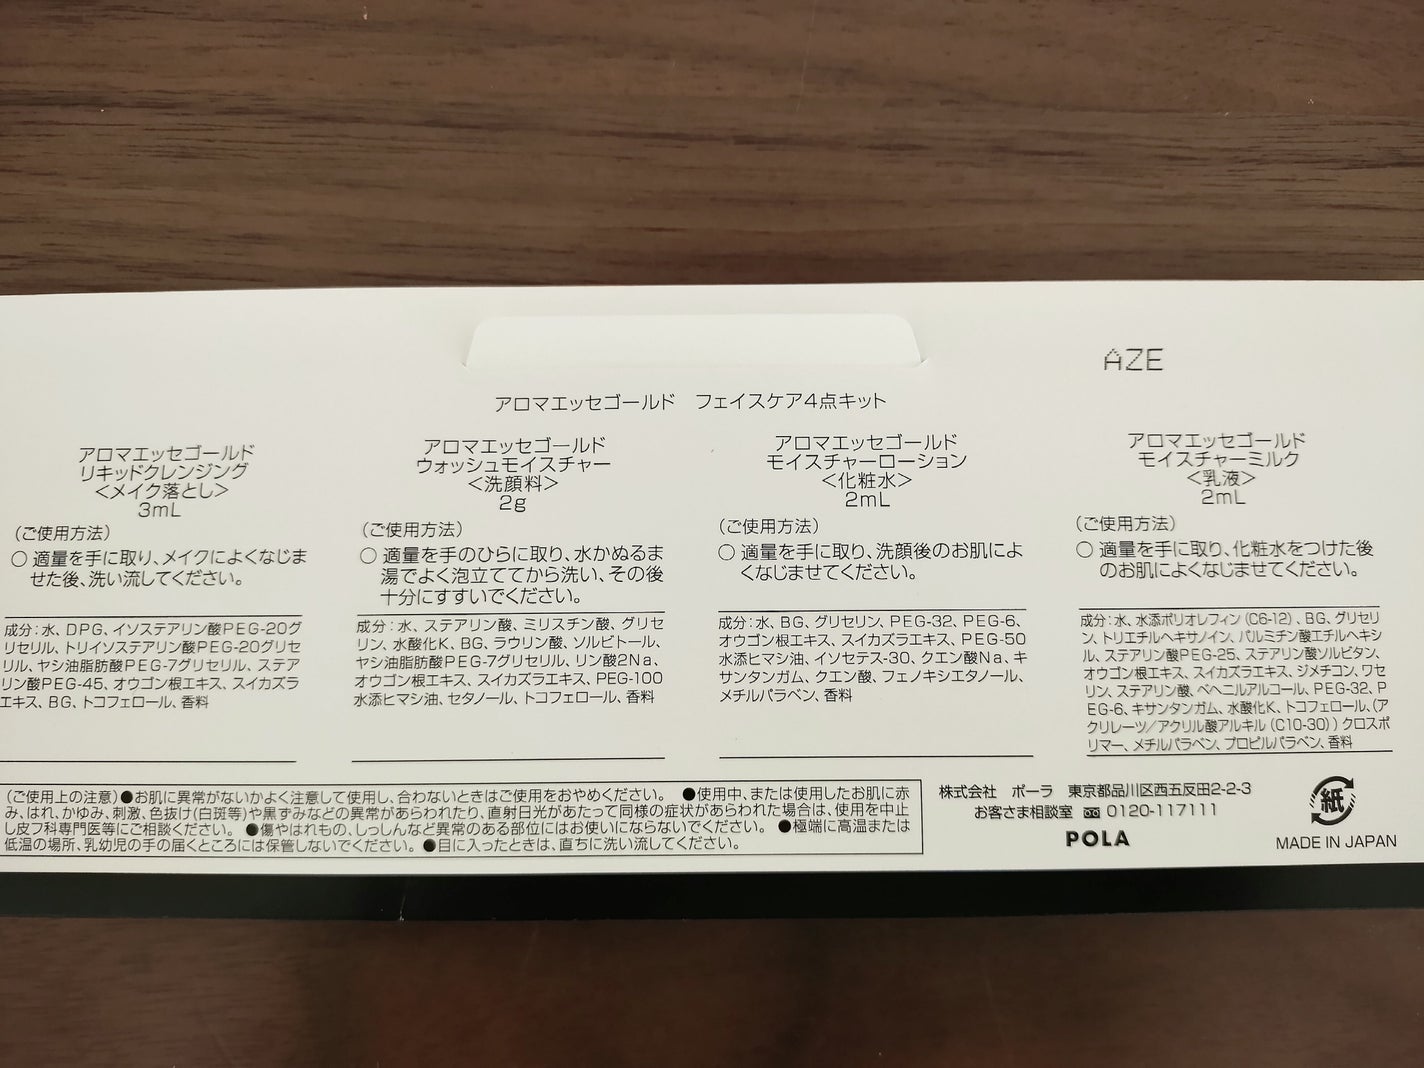 AZE
アロマエッセゴールド　フェイスケア4点キット
アロマエッセゴールド
リキッドクレンジング
<メイク落とし>
3mL
(ご使用方法)
○ 適量を手に取り、メイクによくなじま
せた後、洗い流してください。
成分:水、DPG、イソステアリン酸PEG-20グ
リセリル、トリイソステアリン酸PEG-20グリセ
リル、ヤシ油脂肪酸PEG-7グリセリル、ステア
リン酸PEG-45、オウゴン根エキス、スイカズラ
エキス、BG、トコフェロール、香料
アロマエッセゴールド
ウォッシュモイスチャー
<洗顔料>
2g
(ご使用方法)
○ 適量を手のひらに取り、水かぬるま
湯でよく泡立ててから洗い、その後
十分にすすいでください。
成分:水、ステアリン酸、ミリスチン酸、グリセ
リン、水酸化K、BG、ラウリン酸、ソルビトール、
ヤシ油脂肪酸PEG-7グリセリル、リン酸2Na、
オウゴン根エキス、スイカズラエキス、PEG-100
水添ヒマシ油、セタノール、トコフェロール、香料
アロマエッセゴールド
モイスチャーローション
<化粧水>
2mL
(ご使用方法)
○ 適量を手に取り、洗顔後のお肌によ
くなじませてください。
成分:水、BG、グリセリン、PEG-32、PEG-6、
オウゴン根エキス、スイカズラエキス、PEG-50
水添ヒマシ油、イソセテス-30、クエン酸Na、キ
サンタンガム、クエン酸、フェノキシエタノール、
メチルパラベン、香料
アロマエッセゴールド
モイスチャーミルク
<乳液>
2mL
(ご使用方法)
○ 適量を手に取り、化粧水をつけた後
のお肌によくなじませてください。
成分:水、水添ポリオレフィン(C6-12)、BG、グリセリ
ン、トリエチルヘキサノイン、パルミチン酸エチルヘキシ
ル、ステアリン酸PEG-25、ステアリン酸ソルビタン、
オウゴン根エキス、スイカズラエキス、ジメチコン、ワセ
リン、ステアリン酸、ベヘニルアルコール、PEG-32、P
EG-6、キサンタンガム、水酸化K、トコフェロール、(ア
クリレーツ/アクリル酸アルキル(C10-30))クロスポ
リマー、メチルパラベン、プロピルパラベン、香料
(ご使用上の注意)●お肌に異常がないかよく注意して使用し、合わないときはご使用をおやめください。●使用中、または使用したお肌に赤
み、はれ、かゆみ、刺激、色抜け(白斑等)や黒ずみなどの異常があらわれたり、直射日光があたって同様の症状があらわれた場合は、使用を中止
し皮フ科専門医等にご相談ください。●傷やはれもの、しっしんなど異常のある部位にはお使いにならないでください。●極端に高温または
低温の場所、乳幼児の手の届くところには保管しないでください。●目に入ったときは、直ちに洗い流してください。
株式会社　ポーラ　東京都品川区西五反田2-2-3
お客さま相談室 0120-117111
POLA
紙
MADE IN JAPAN